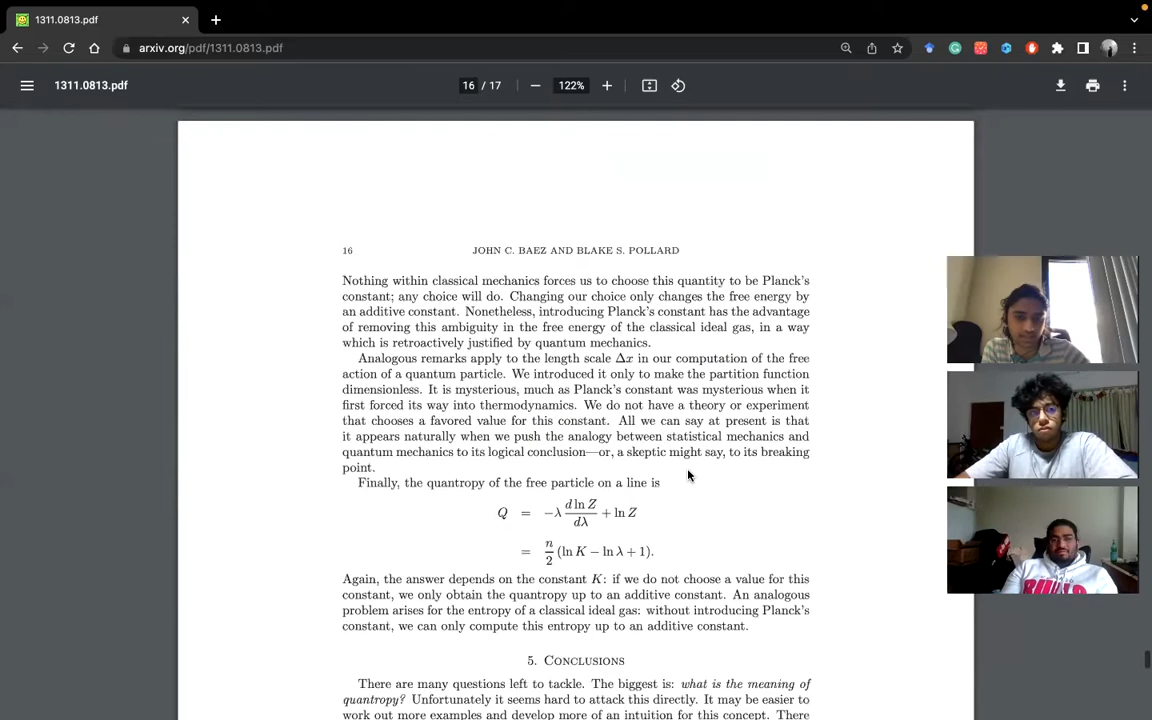 1311.0813.pdf
arxiv.org/pdf/1311.0813.pdf
1311.0813.pdf
16 / 17
122%
16
JOHN C. BAEZ AND BLAKE S. POLLARD
Nothing within classical mechanics forces us to choose this quantity to be Planck's
constant; any choice will do. Changing our choice only changes the free energy by
an additive constant. Nonetheless, introducing Planck's constant has the advantage
of removing this ambiguity in the free energy of the classical ideal gas, in a way
which is retroactively justified by quantum mechanics.
Analogous remarks apply to the length scale Δx in our computation of the free
action of a quantum particle. We introduced it only to make the partition function
dimensionless. It is mysterious, much as Planck's constant was mysterious when it
first forced its way into thermodynamics. We do not have a theory or experiment
that chooses a favored value for this constant. All we can say at present is that
it appears naturally when we push the analogy between statistical mechanics and
quantum mechanics to its logical conclusion—or, a skeptic might say, to its breaking
point.
Finally, the quantropy of the free particle on a line is
Q = −λ d ln Z / dλ + ln Z
= n/2 (ln K − ln λ + 1).
Again, the answer depends on the constant K: if we do not choose a value for this
constant, we only obtain the quantropy up to an additive constant. An analogous
problem arises for the entropy of a classical ideal gas: without introducing Planck's
constant, we can only compute this entropy up to an additive constant.
5. CONCLUSIONS
There are many questions left to tackle. The biggest is: what is the meaning of
quantropy? Unfortunately it seems hard to attack this directly. It may be easier to
work out more examples and develop more of an intuition for this concept. There